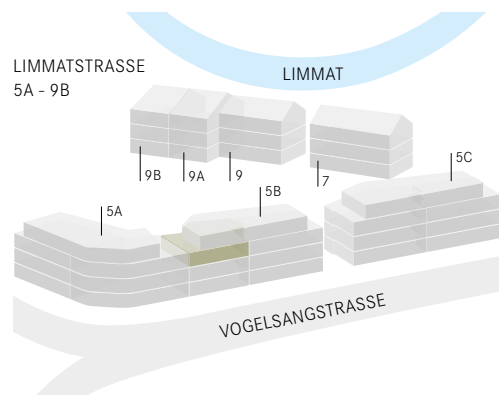 LIMMAT
LIMMATSTRASSE
5A - 9B
9B
9A
9
7
5C
5B
5A
VOGELSANGSTRASSE